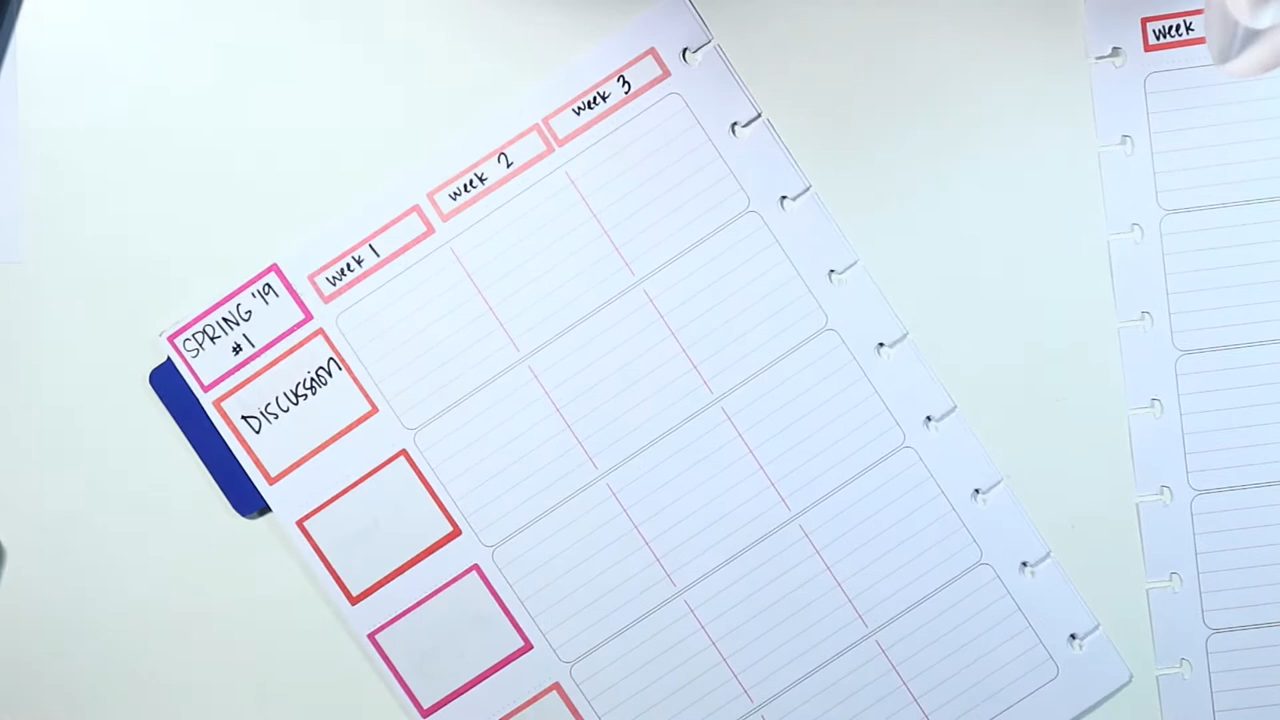 week 1
week 2
week 3
SPRING '19
#1
DISCUSSION
week